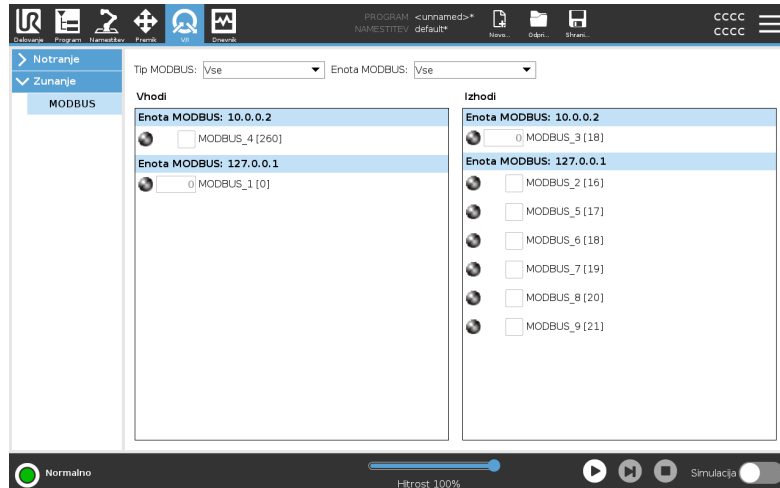 PROGRAM <unnamed>*
NAMESTITEV default*
CCCC
CCCC
Delovanje Program Namestitev Premik V/I Dnevnik
Novo... Odpri... Shrani...
Notranje
Zunanje
MODBUS
Tip MODBUS: Vse Enota MODBUS: Vse
Vhodi
Enota MODBUS: 10.0.0.2
MODBUS_4 [260]
Enota MODBUS: 127.0.0.1
0 MODBUS_1 [0]
Izhodi
Enota MODBUS: 10.0.0.2
0 MODBUS_3 [18]
Enota MODBUS: 127.0.0.1
MODBUS_2 [16]
MODBUS_5 [17]
MODBUS_6 [18]
MODBUS_7 [19]
MODBUS_8 [20]
MODBUS_9 [21]
Normalno
Hitrost 100%
Simulacija